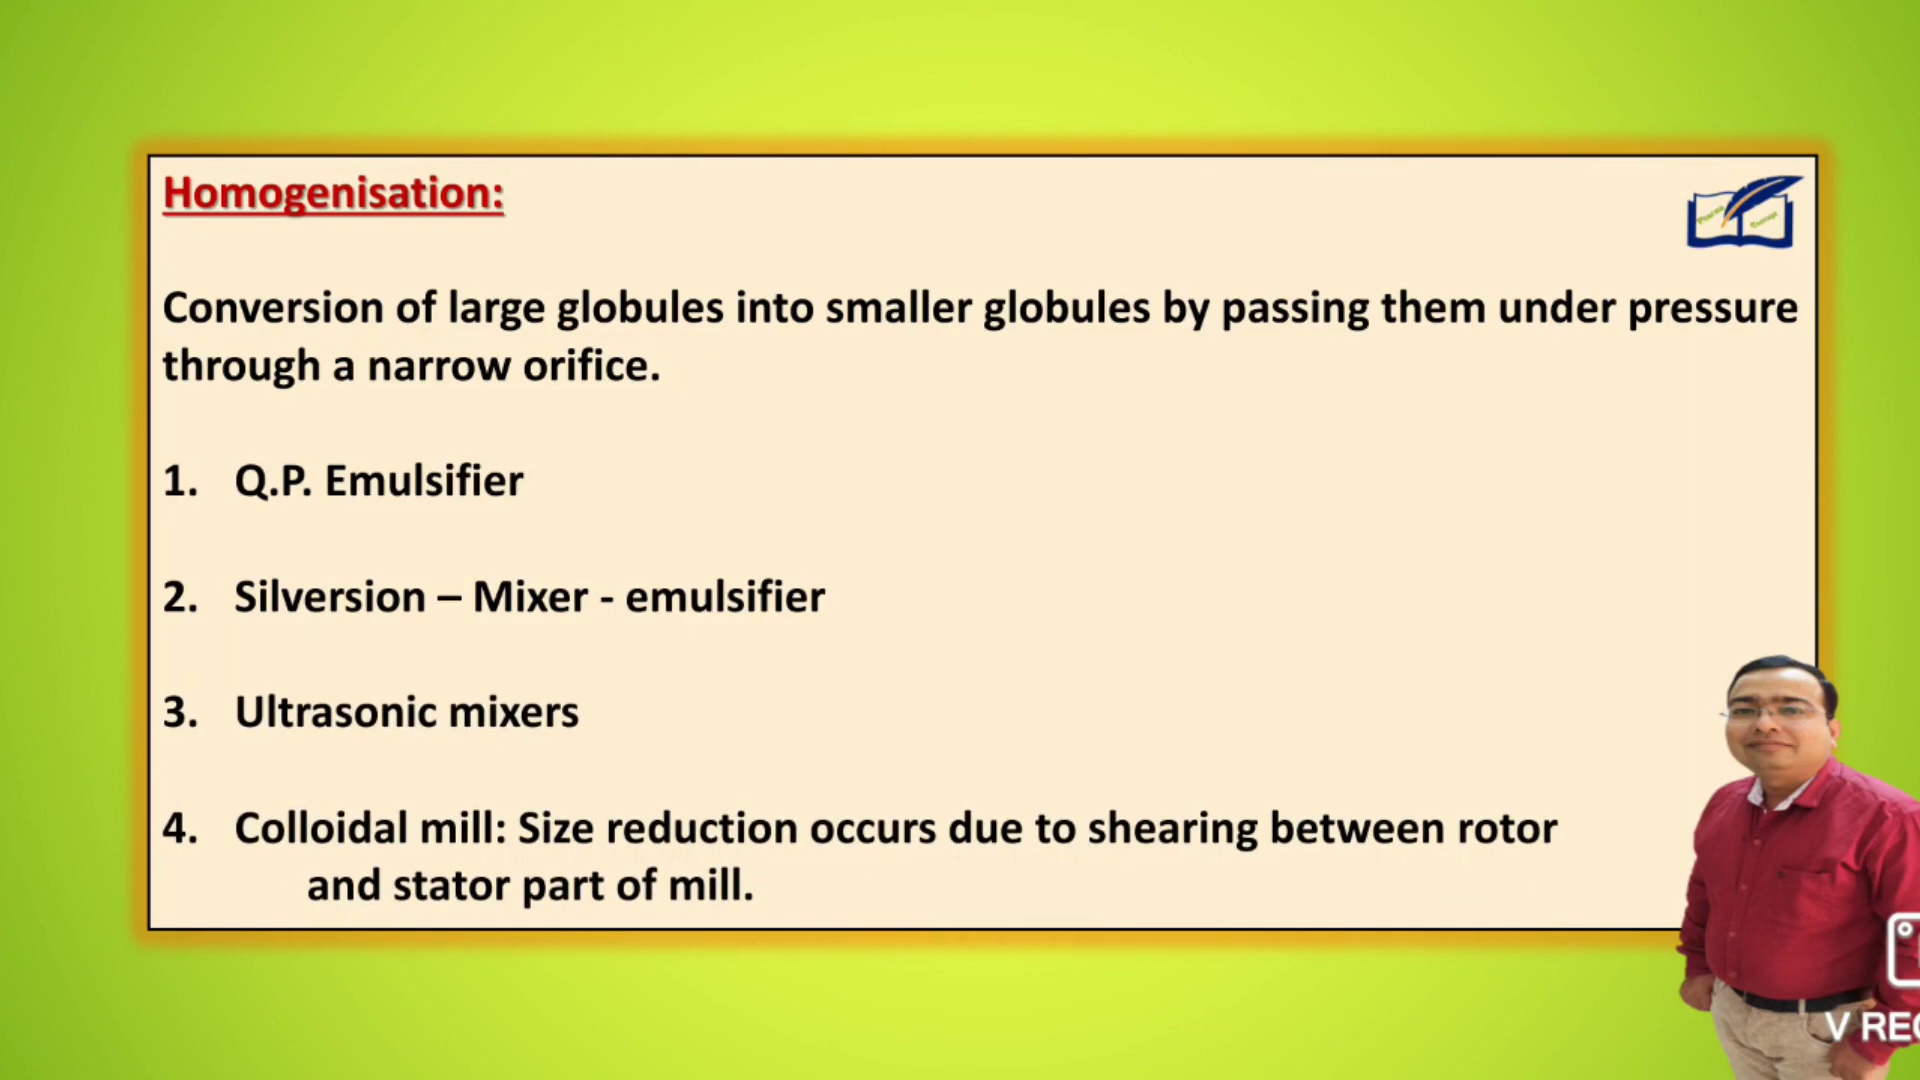 Homogenisation:
Conversion of large globules into smaller globules by passing them under pressure
through a narrow orifice.
1. Q.P. Emulsifier
2. Silversion – Mixer - emulsifier
3. Ultrasonic mixers
4. Colloidal mill: Size reduction occurs due to shearing between rotor
and stator part of mill.
V REC